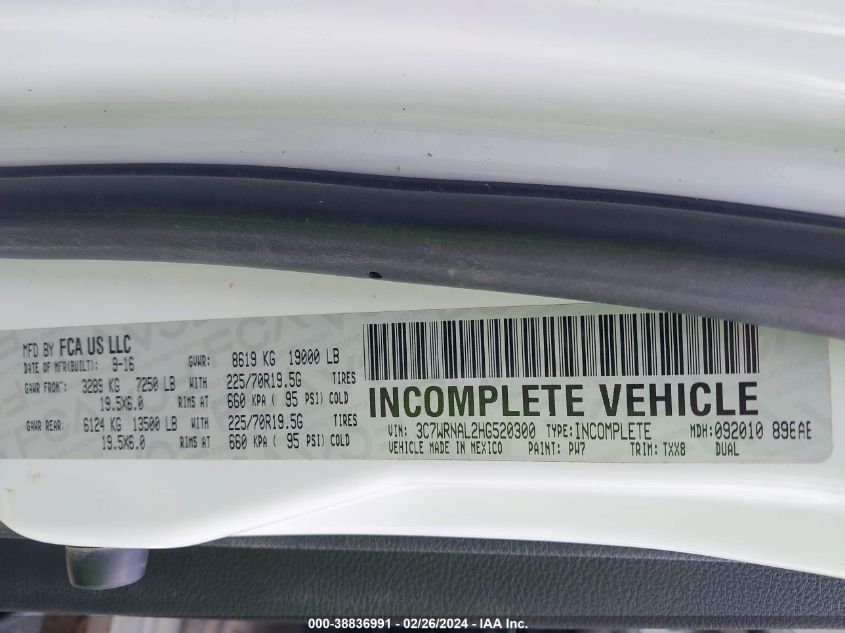 MFD BY FCA US LLC
DATE OF MFR(BUILT): 9-16 GVWR: 8619 KG 19000 LB
GAWR FRONT: 3289 KG 7250 LB WITH 225/70R19.5G TIRES
19.5X6.0 RIMS AT 660 KPA ( 95 PSI) COLD
GAWR REAR: 6124 KG 13500 LB WITH 225/70R19.5G TIRES
19.5X6.0 RIMS AT 660 KPA ( 95 PSI) COLD
INCOMPLETE VEHICLE
VIN: 3C7WRNAL2HG520300 TYPE: INCOMPLETE MDH: 092010 896AE
VEHICLE MADE IN MEXICO PAINT: PW7 TRIM: TXX8 DUAL
000-38836991 - 02/26/2024 - IAA Inc.